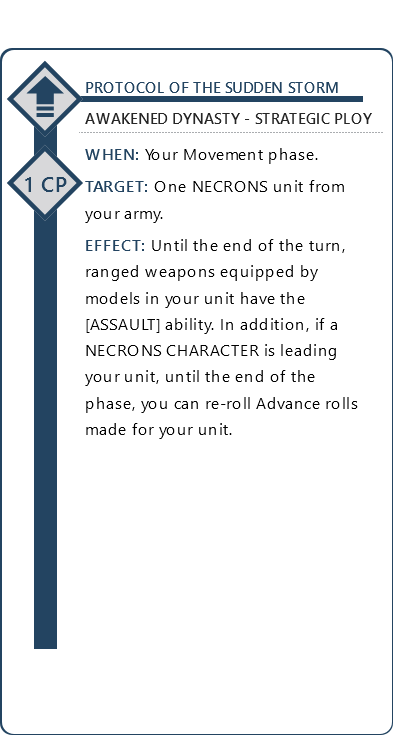 PROTOCOL OF THE SUDDEN STORM
AWAKENED DYNASTY - STRATEGIC PLOY
WHEN: Your Movement phase.
1 CP
TARGET: One NECRONS unit from
your army.
EFFECT: Until the end of the turn,
ranged weapons equipped by
models in your unit have the
[ASSAULT] ability. In addition, if a
NECRONS CHARACTER is leading
your unit, until the end of the
phase, you can re-roll Advance rolls
made for your unit.